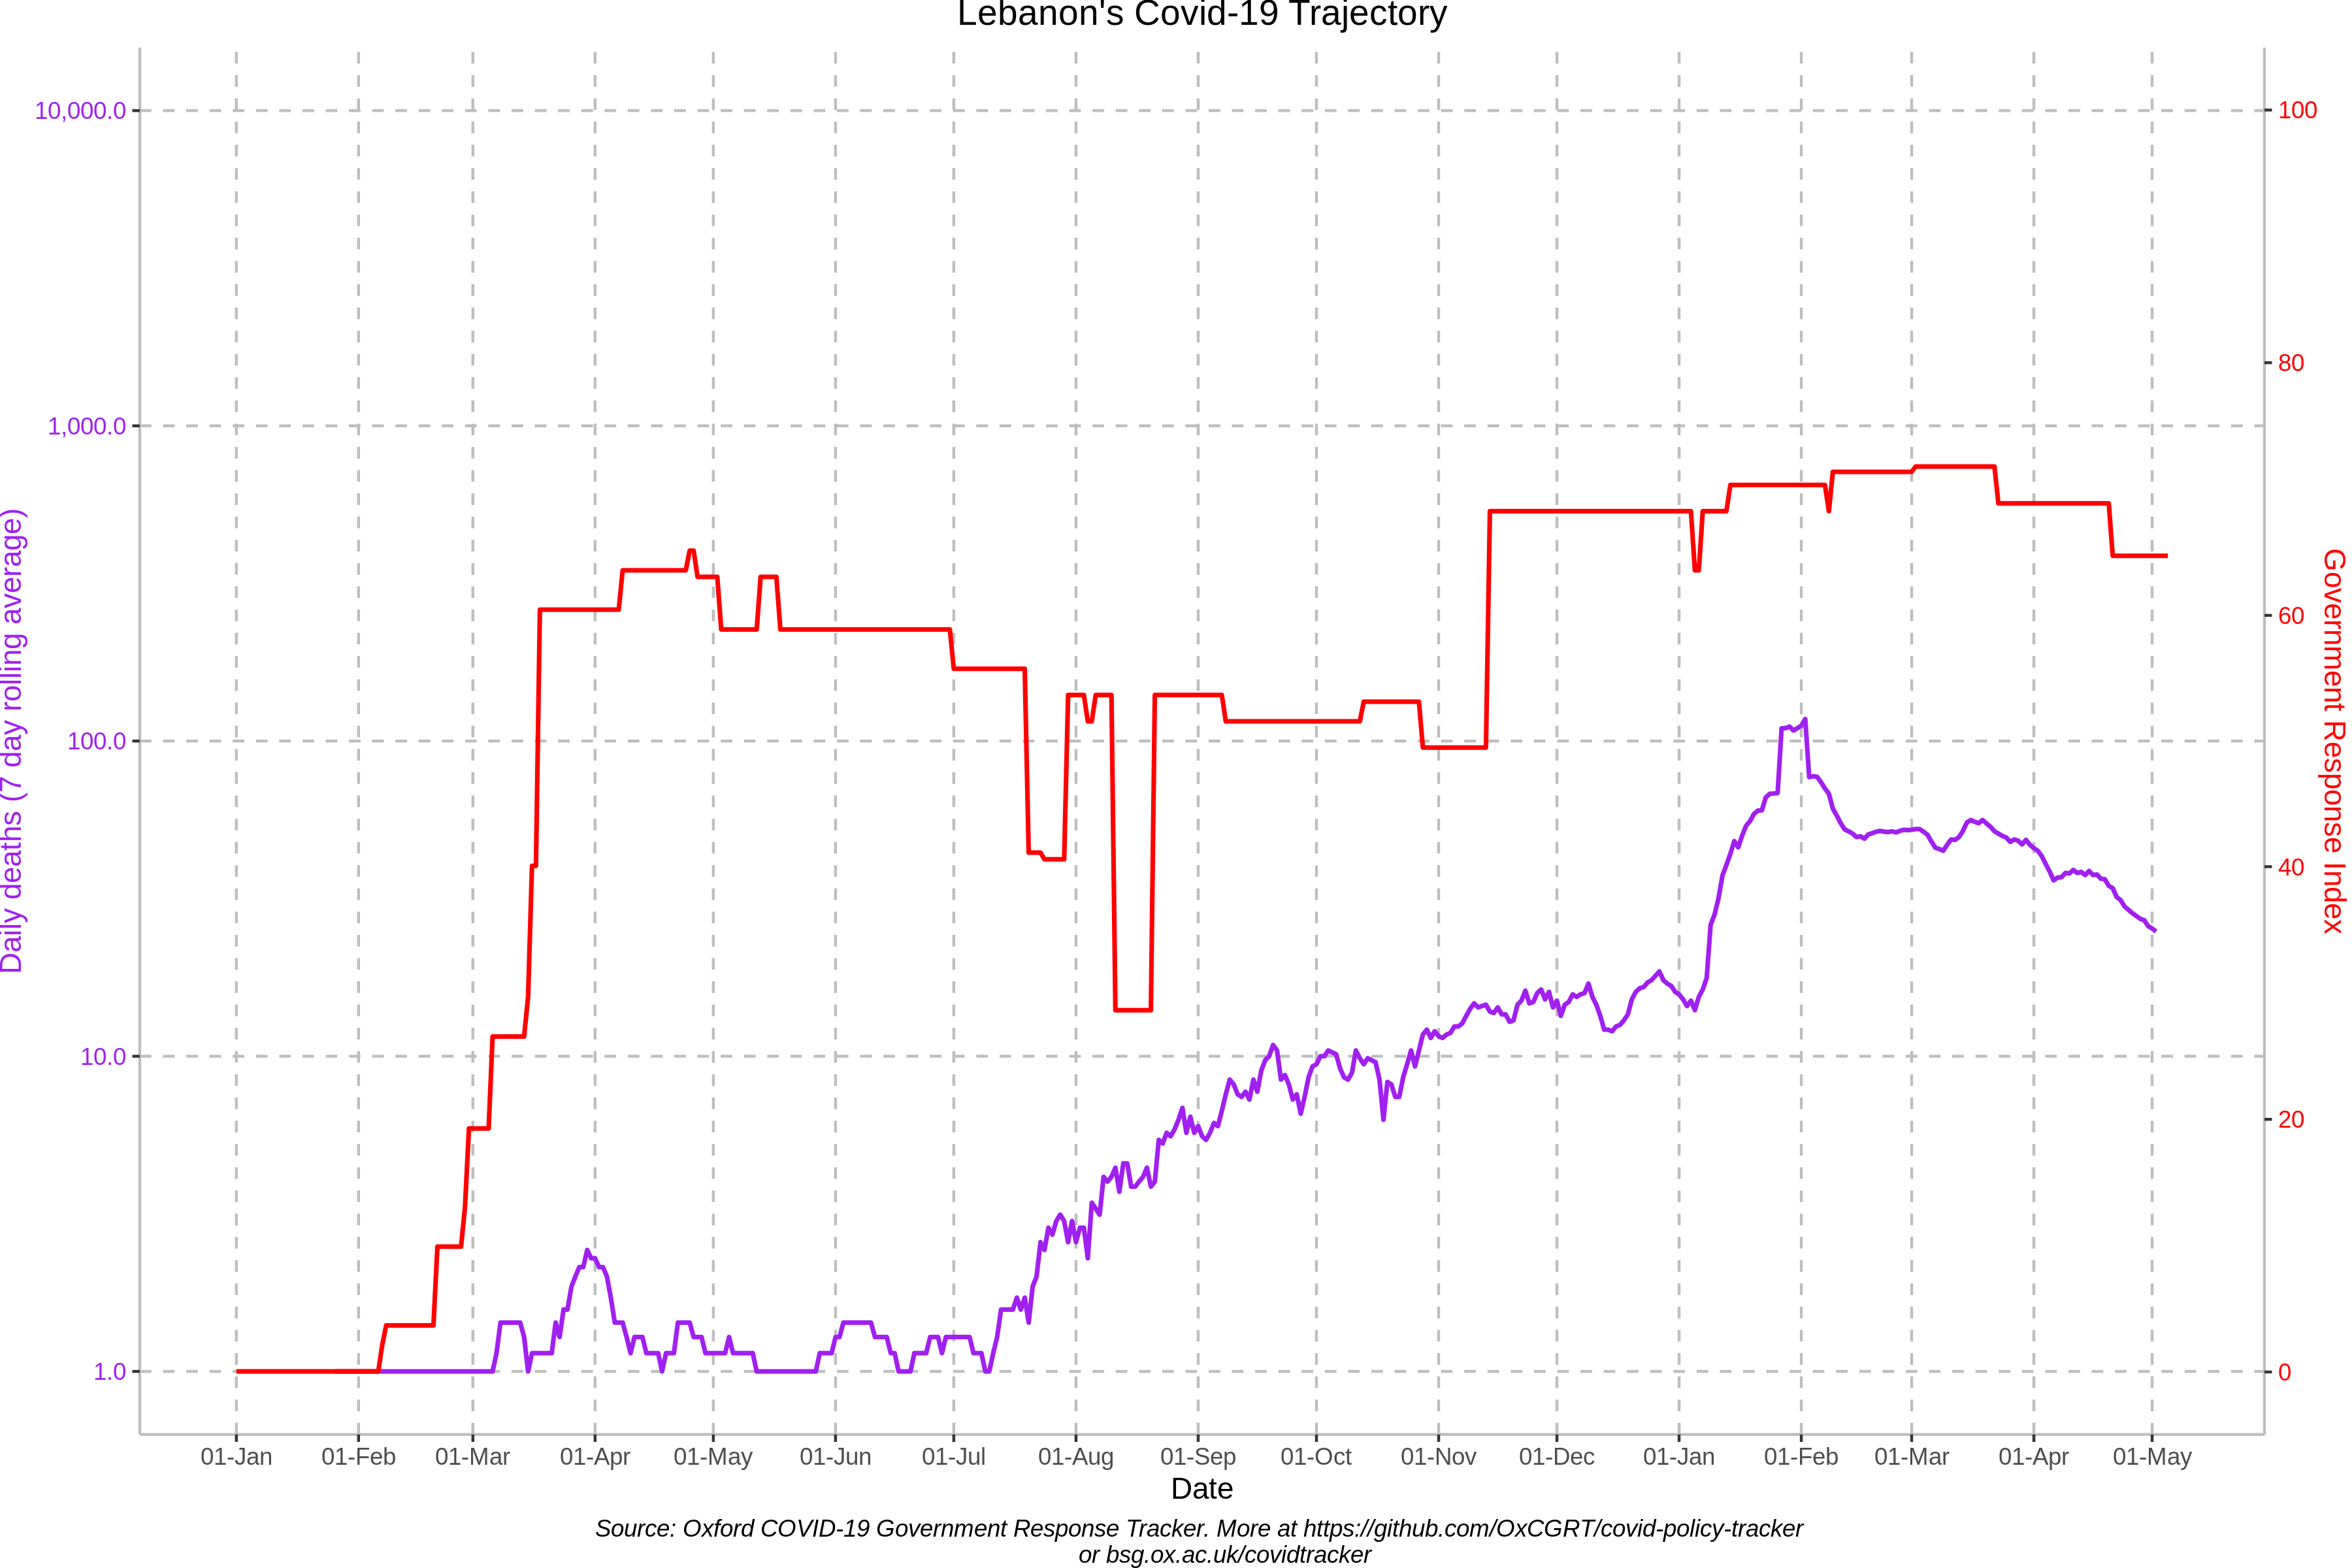 Lebanon's Covid-19 Trajectory
10,000.0
1,000.0
100.0
10.0
1.0
Daily deaths (7 day rolling average)
100
80
60
40
20
0
Government Response Index
01-Jan 01-Feb 01-Mar 01-Apr 01-May 01-Jun 01-Jul 01-Aug 01-Sep 01-Oct 01-Nov 01-Dec 01-Jan 01-Feb 01-Mar 01-Apr 01-May
Date
Source: Oxford COVID-19 Government Response Tracker. More at https://github.com/OxCGRT/covid-policy-tracker
or bsg.ox.ac.uk/covidtracker